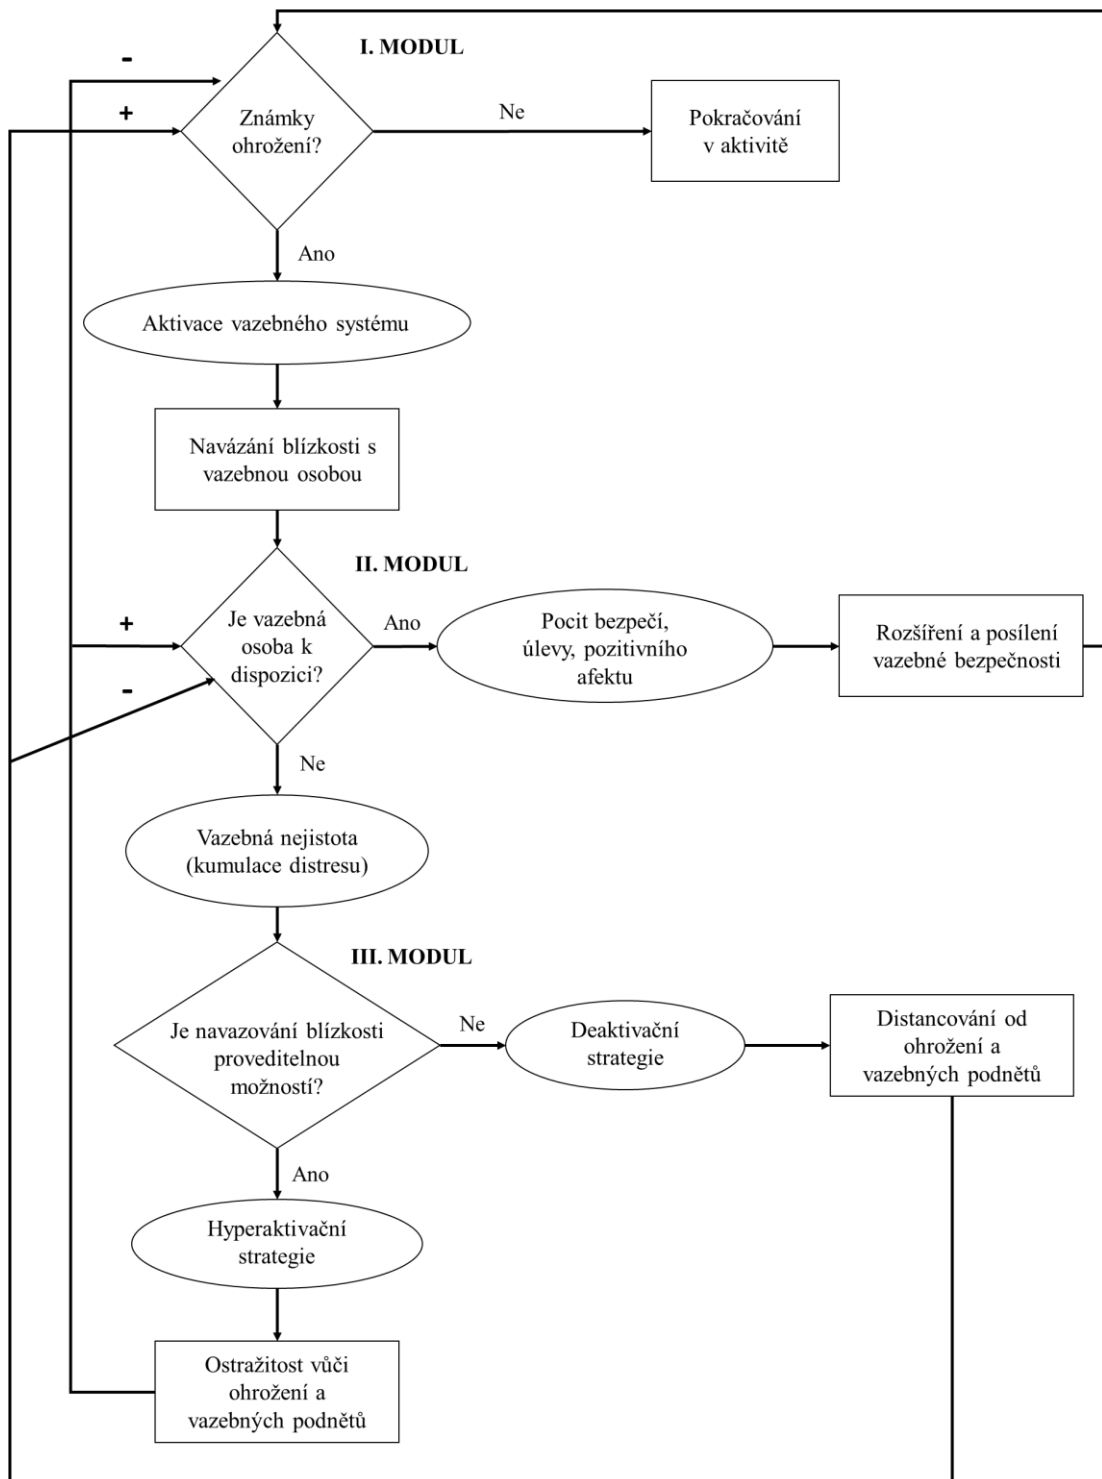 I. MODUL
-
+
Známky
ohrožení?
Ne
Pokračování
v aktivitě
Ano
Aktivace vazebného systému
Navázání blízkosti s
vazebnou osobou
II. MODUL
+
-
Je vazebná
osoba k
dispozici?
Ano
Pocit bezpečí,
úlevy, pozitivního
afektu
Rozšíření a posílení
vazebné bezpečnosti
Ne
Vazebná nejistota
(kumulace distresu)
III. MODUL
Je navazování blízkosti
proveditelnou
možností?
Ne
Deaktivační
strategie
Distancování od
ohrožení a
vazebných podnětů
Ano
Hyperaktivační
strategie
Ostražitost vůči
ohrožení a
vazebných podnětů